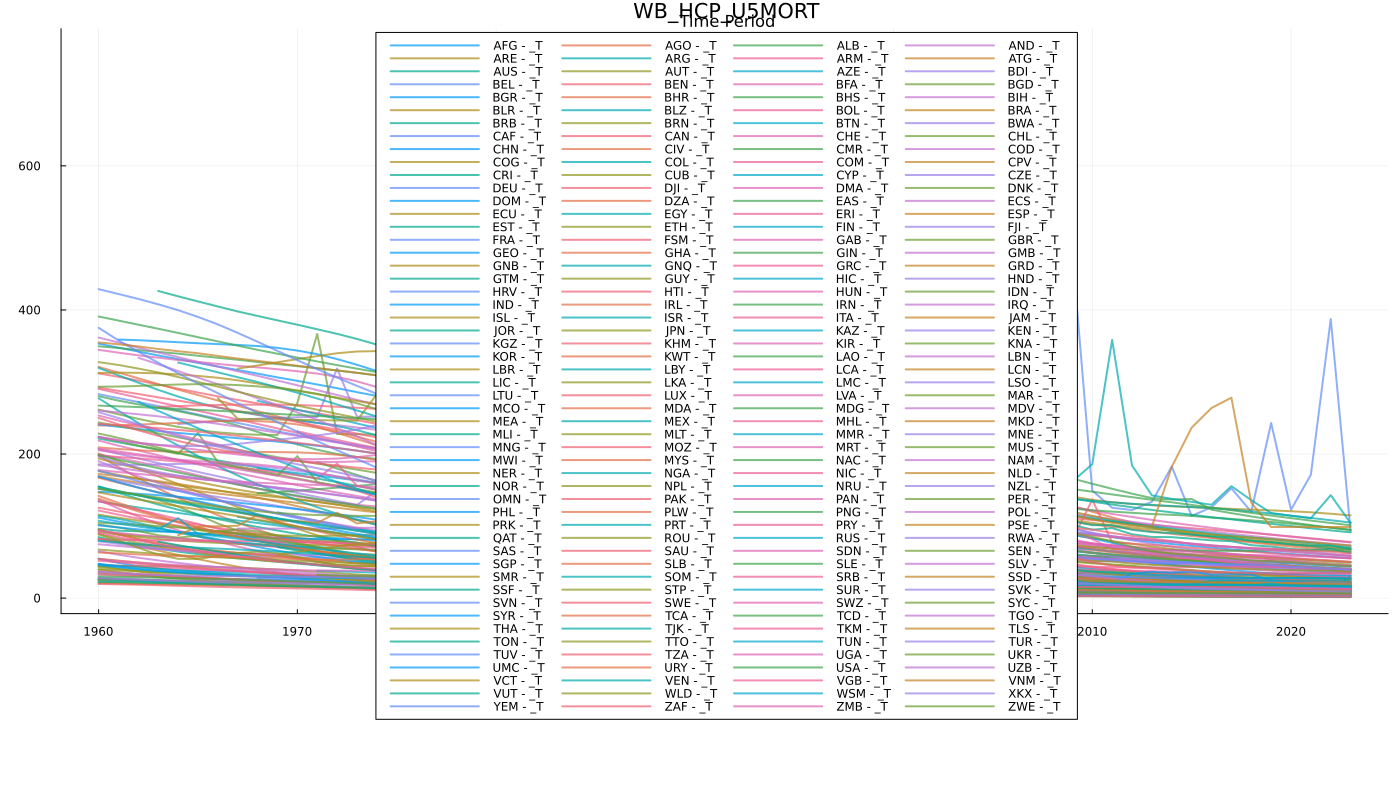 WB_HCP_U5MORT
Time Period
AFG - _T AGO - _T ALB - _T AND - _T
ARE - _T ARG - _T ARM - _T ATG - _T
AUS - _T AUT - _T AZE - _T BDI - _T
BEL - _T BEN - _T BFA - _T BGD - _T
BGR - _T BHR - _T BHS - _T BIH - _T
BLR - _T BLZ - _T BOL - _T BRA - _T
BRB - _T BRN - _T BTN - _T BWA - _T
CAF - _T CAN - _T CHE - _T CHL - _T
CHN - _T CIV - _T CMR - _T COD - _T
COG - _T COL - _T COM - _T CPV - _T
CRI - _T CUB - _T CYP - _T CZE - _T
DEU - _T DJI - _T DMA - _T DNK - _T
DOM - _T DZA - _T EAS - _T ECS - _T
ECU - _T EGY - _T ERI - _T ESP - _T
EST - _T ETH - _T FIN - _T FJI - _T
FRA - _T FSM - _T GAB - _T GBR - _T
GEO - _T GHA - _T GIN - _T GMB - _T
GNB - _T GNQ - _T GRC - _T GRD - _T
GTM - _T GUY - _T HIC - _T HND - _T
HRV - _T HTI - _T HUN - _T IDN - _T
IND - _T IRL - _T IRN - _T IRQ - _T
ISL - _T ISR - _T ITA - _T JAM - _T
JOR - _T JPN - _T KAZ - _T KEN - _T
KGZ - _T KHM - _T KIR - _T KNA - _T
KOR - _T KWT - _T LAO - _T LBN - _T
LBR - _T LBY - _T LCA - _T LCN - _T
LIC - _T LKA - _T LMC - _T LSO - _T
LTU - _T LUX - _T LVA - _T MAR - _T
MCO - _T MDA - _T MDG - _T MDV - _T
MEA - _T MEX - _T MHL - _T MKD - _T
MLI - _T MLT - _T MMR - _T MNE - _T
MNG - _T MOZ - _T MRT - _T MUS - _T
MWI - _T MYS - _T NAC - _T NAM - _T
NER - _T NGA - _T NIC - _T NLD - _T
NOR - _T NPL - _T NRU - _T NZL - _T
OMN - _T PAK - _T PAN - _T PER - _T
PHL - _T PLW - _T PNG - _T POL - _T
PRK - _T PRT - _T PRY - _T PSE - _T
QAT - _T ROU - _T RUS - _T RWA - _T
SAS - _T SAU - _T SDN - _T SEN - _T
SGP - _T SLB - _T SLE - _T SLV - _T
SMR - _T SOM - _T SRB - _T SSD - _T
SSF - _T STP - _T SUR - _T SVK - _T
SVN - _T SWE - _T SWZ - _T SYC - _T
SYR - _T TCA - _T TCD - _T TGO - _T
THA - _T TJK - _T TKM - _T TLS - _T
TON - _T TTO - _T TUN - _T TUR - _T
TUV - _T TZA - _T UGA - _T UKR - _T
UMC - _T URY - _T USA - _T UZB - _T
VCT - _T VEN - _T VGB - _T VNM - _T
VUT - _T WLD - _T WSM - _T XKX - _T
YEM - _T ZAF - _T ZMB - _T ZWE - _T
600
400
200
0
1960 1970 2010 2020